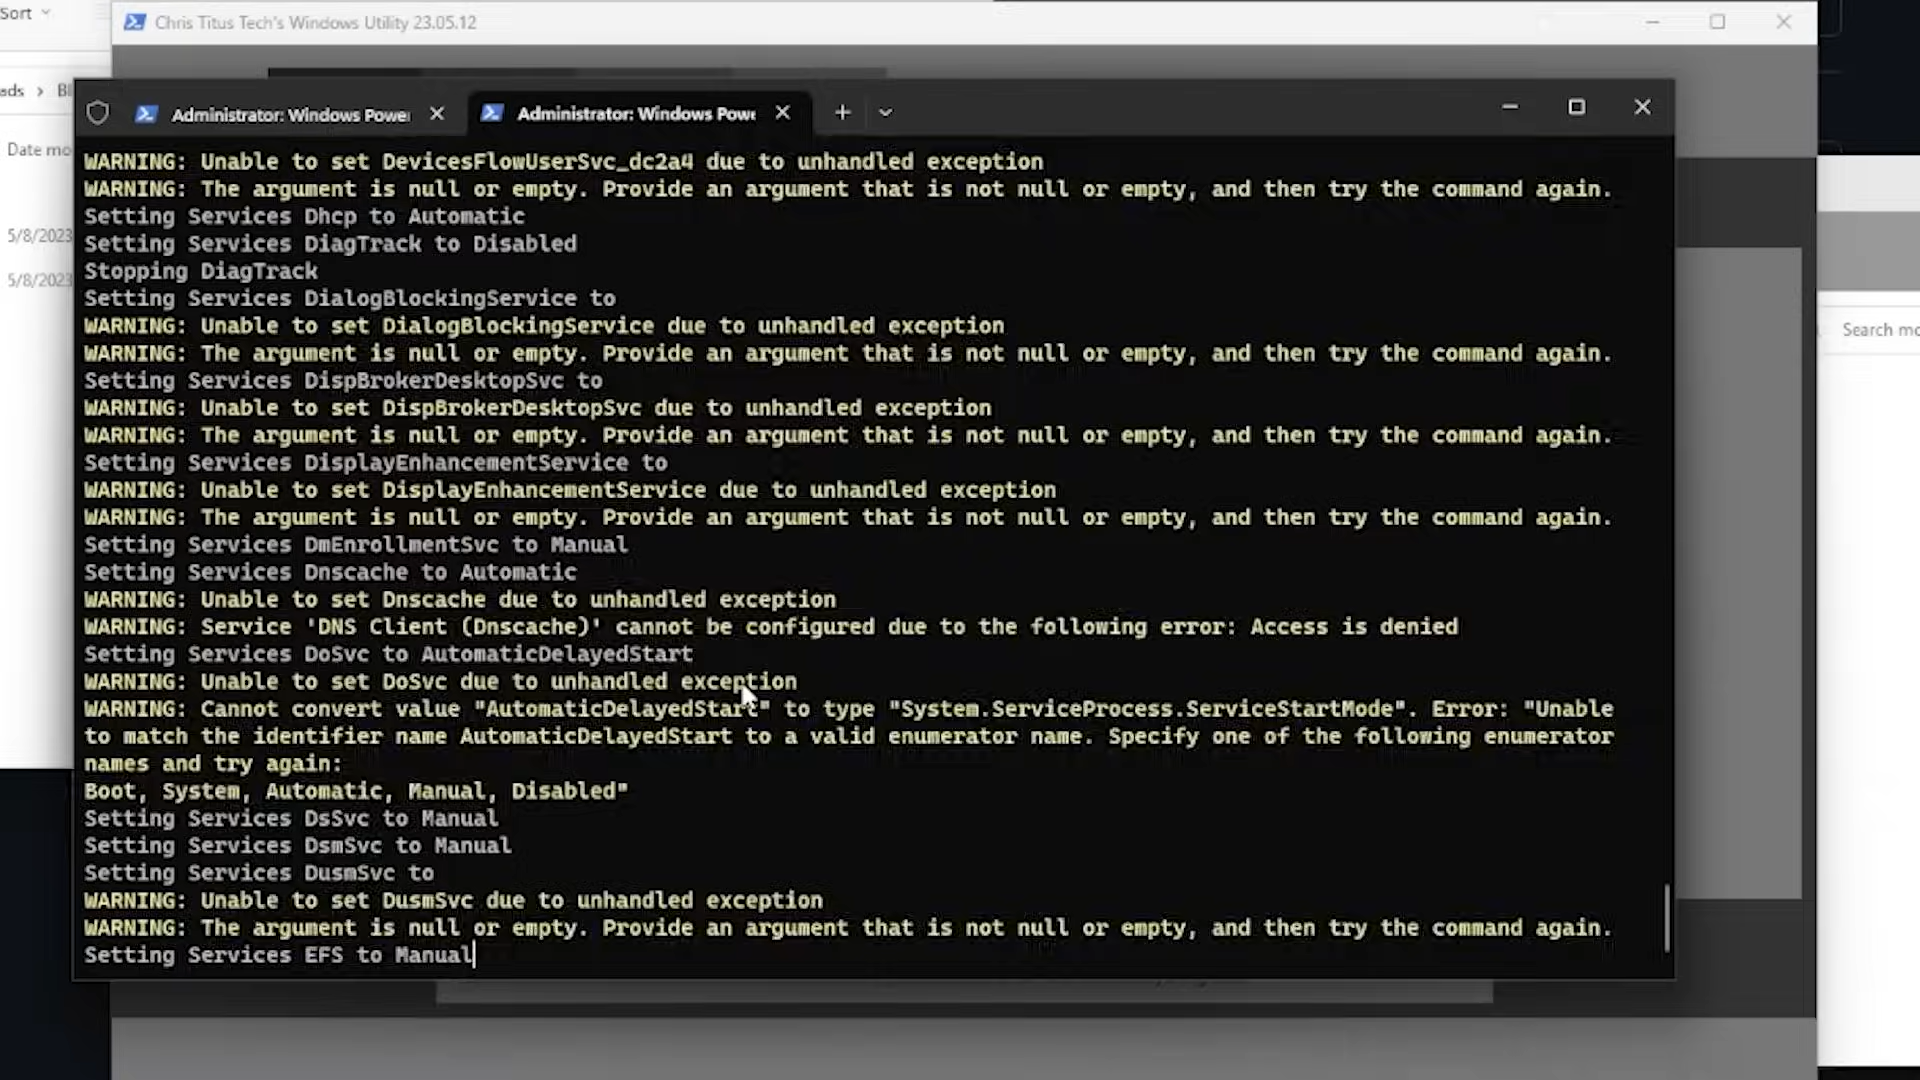 Sort
Chris Titus Tech's Windows Utility 23.05.12
ads > Bl
Administrator: Windows Power
Administrator: Windows Powe
Date mo
5/8/2023
5/8/2023
Search mo
WARNING: Unable to set DevicesFlowUserSvc_dc2a4 due to unhandled exception
WARNING: The argument is null or empty. Provide an argument that is not null or empty, and then try the command again.
Setting Services Dhcp to Automatic
Setting Services DiagTrack to Disabled
Stopping DiagTrack
Setting Services DialogBlockingService to
WARNING: Unable to set DialogBlockingService due to unhandled exception
WARNING: The argument is null or empty. Provide an argument that is not null or empty, and then try the command again.
Setting Services DispBrokerDesktopSvc to
WARNING: Unable to set DispBrokerDesktopSvc due to unhandled exception
WARNING: The argument is null or empty. Provide an argument that is not null or empty, and then try the command again.
Setting Services DisplayEnhancementService to
WARNING: Unable to set DisplayEnhancementService due to unhandled exception
WARNING: The argument is null or empty. Provide an argument that is not null or empty, and then try the command again.
Setting Services DmEnrollmentSvc to Manual
Setting Services Dnscache to Automatic
WARNING: Unable to set Dnscache due to unhandled exception
WARNING: Service 'DNS Client (Dnscache)' cannot be configured due to the following error: Access is denied
Setting Services DoSvc to AutomaticDelayedStart
WARNING: Unable to set DoSvc due to unhandled exception
WARNING: Cannot convert value "AutomaticDelayedStart" to type "System.ServiceProcess.ServiceStartMode". Error: "Unable
to match the identifier name AutomaticDelayedStart to a valid enumerator name. Specify one of the following enumerator
names and try again:
Boot, System, Automatic, Manual, Disabled"
Setting Services DsSvc to Manual
Setting Services DsmSvc to Manual
Setting Services DusmSvc to
WARNING: Unable to set DusmSvc due to unhandled exception
WARNING: The argument is null or empty. Provide an argument that is not null or empty, and then try the command again.
Setting Services EFS to Manual